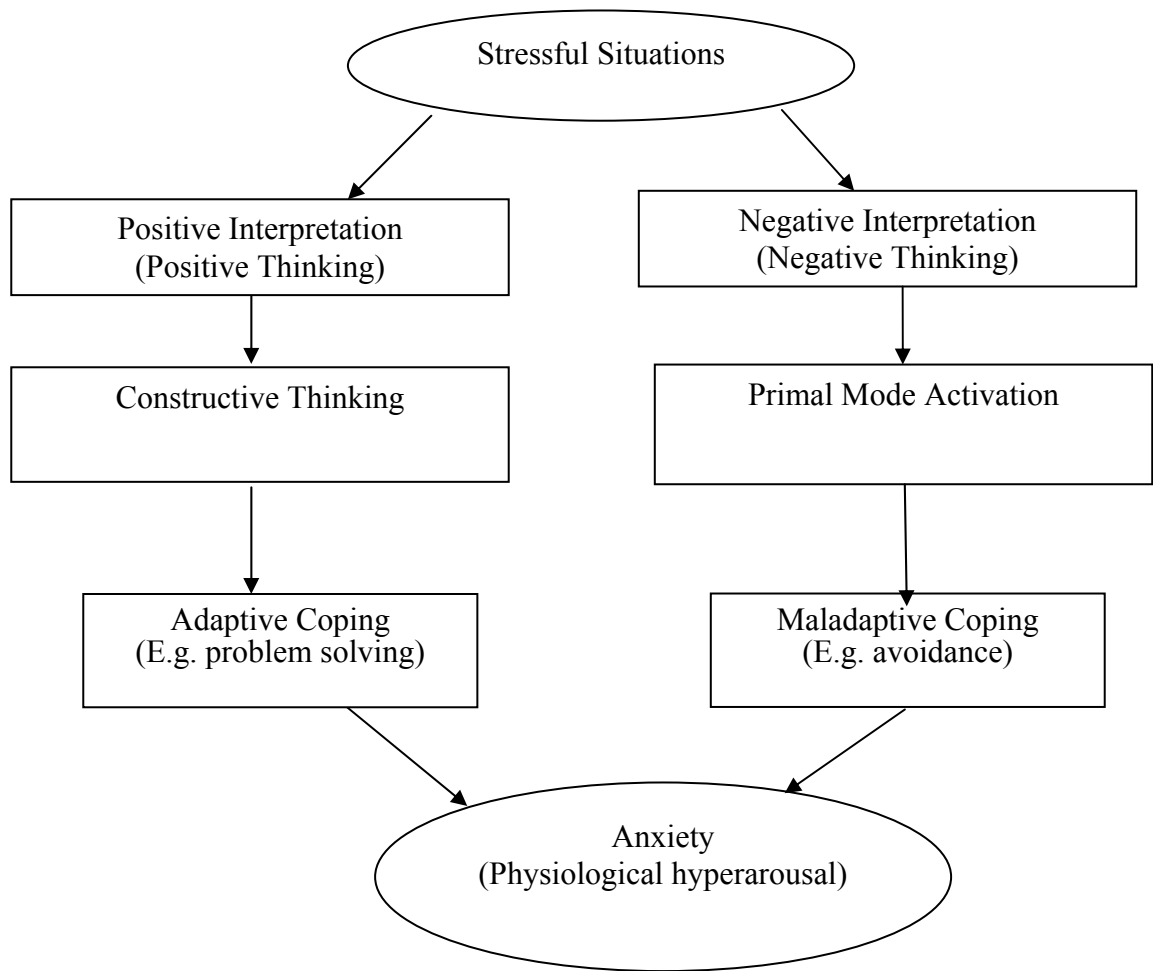 Stressful Situations
Positive Interpretation
(Positive Thinking)
Negative Interpretation
(Negative Thinking)
Constructive Thinking
Primal Mode Activation
Adaptive Coping
(E.g. problem solving)
Maladaptive Coping
(E.g. avoidance)
Anxiety
(Physiological hyperarousal)